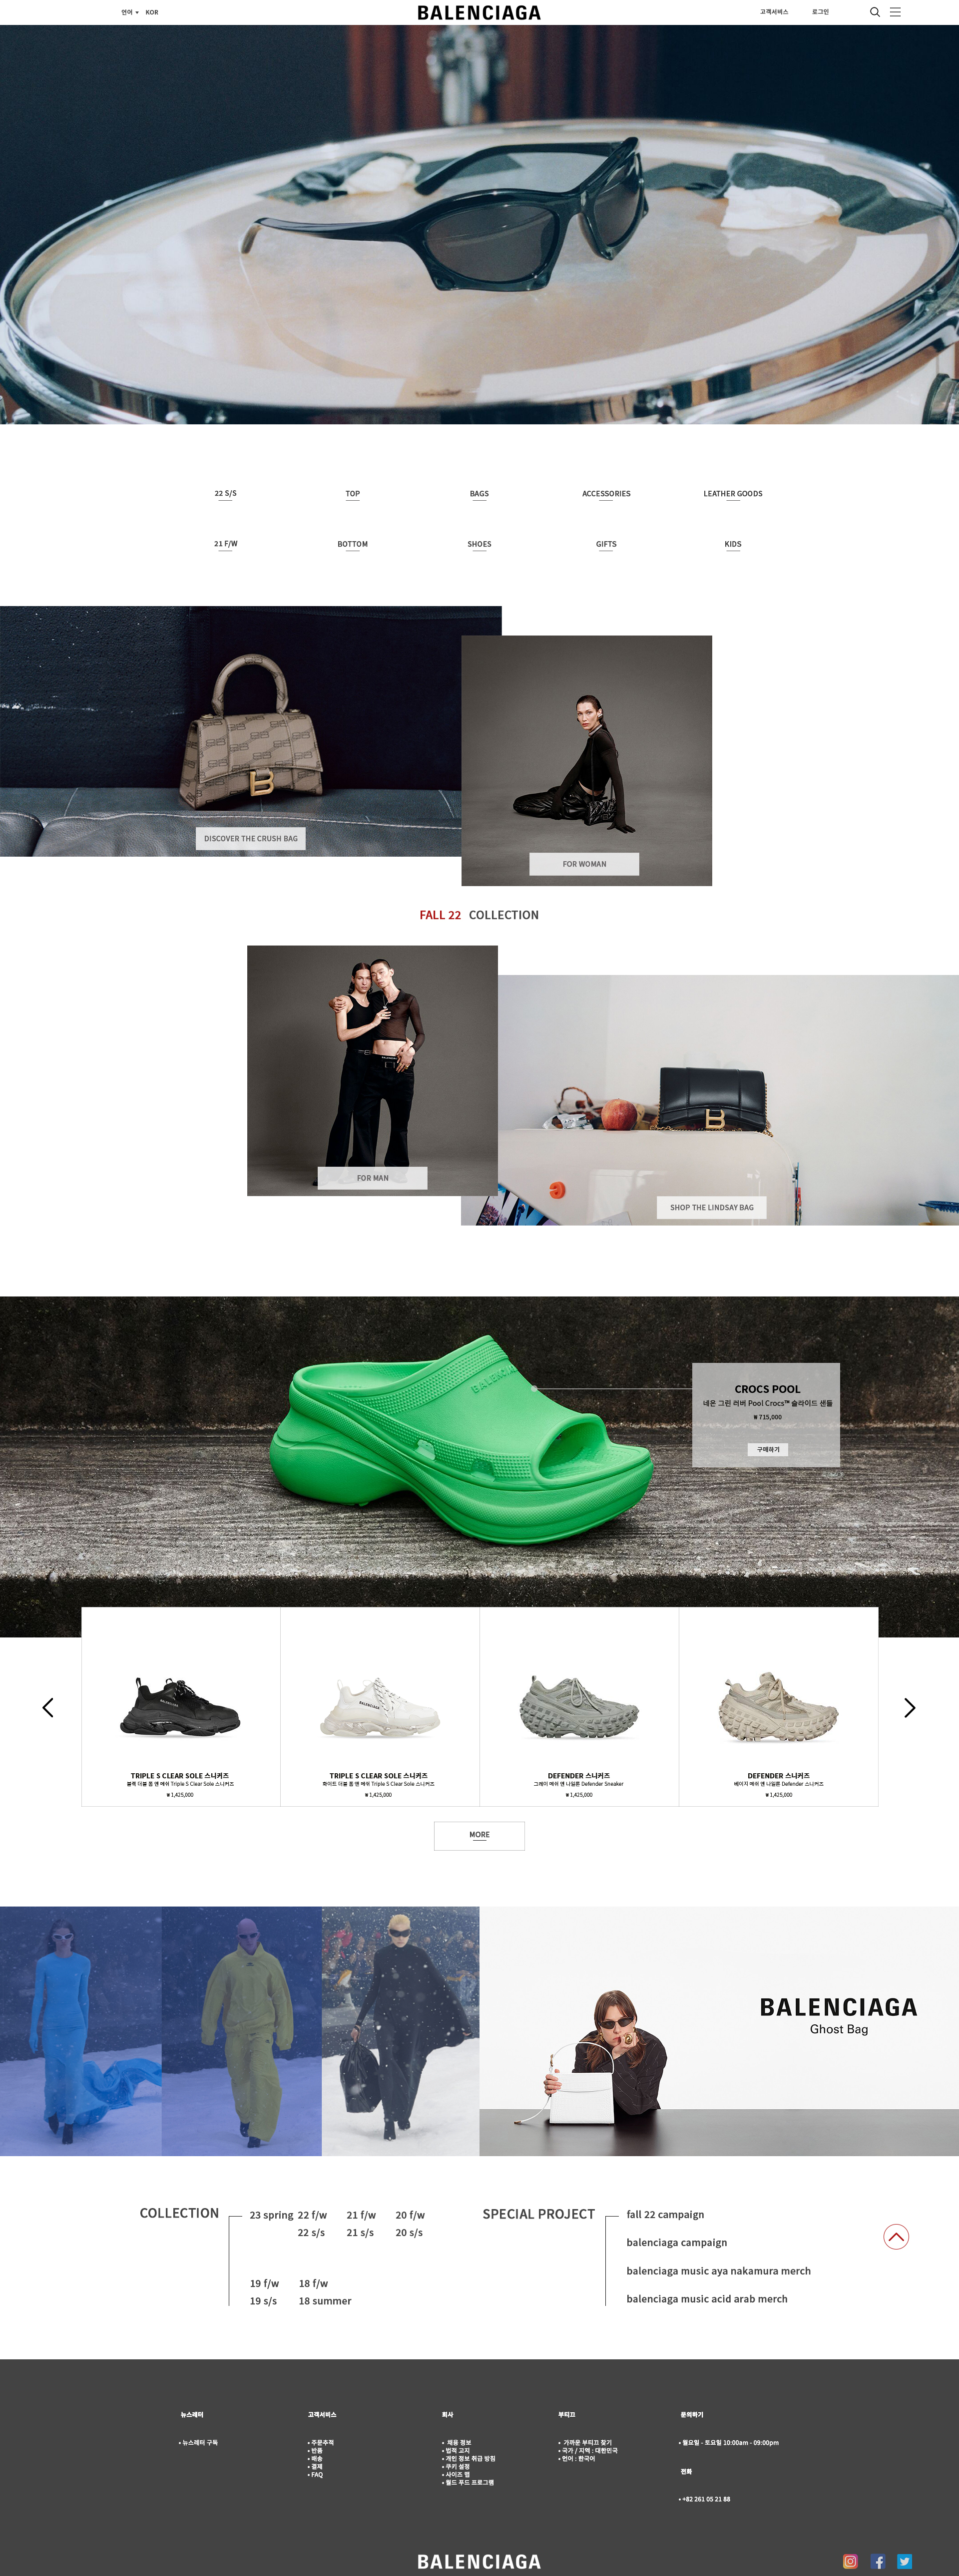 언어 ▾ KOR
BALENCIAGA
고객서비스 로그인
22 S/S TOP BAGS ACCESSORIES LEATHER GOODS
21 F/W BOTTOM SHOES GIFTS KIDS
DISCOVER THE CRUSH BAG
FOR WOMAN
FALL 22 COLLECTION
FOR MAN
SHOP THE LINDSAY BAG
BALENCIAGA
CROCS POOL
네온 그린 러버 Pool Crocs™ 슬라이드 샌들
₩ 715,000
구매하기
TRIPLE S CLEAR SOLE 스니커즈
블랙 더블 폼 앤 메쉬 Triple S Clear Sole 스니커즈
₩ 1,425,000
TRIPLE S CLEAR SOLE 스니커즈
화이트 더블 폼 앤 메쉬 Triple S Clear Sole 스니커즈
₩ 1,425,000
DEFENDER 스니커즈
그레이 메쉬 앤 나일론 Defender Sneaker
₩ 1,425,000
DEFENDER 스니커즈
베이지 메쉬 앤 나일론 Defender 스니커즈
₩ 1,425,000
MORE
BALENCIAGA
Ghost Bag
COLLECTION
23 spring 22 f/w 21 f/w 20 f/w
22 s/s 21 s/s 20 s/s
19 f/w 18 f/w
19 s/s 18 summer
SPECIAL PROJECT
fall 22 campaign
balenciaga campaign
balenciaga music aya nakamura merch
balenciaga music acid arab merch
뉴스레터
• 뉴스레터 구독
고객서비스
• 주문추적
• 반품
• 배송
• 결제
• FAQ
회사
• 채용 정보
• 법적 고지
• 개인 정보 취급 방침
• 쿠키 설정
• 사이즈 맵
• 월드 푸드 프로그램
부티끄
• 가까운 부티끄 찾기
• 국가 / 지역 : 대한민국
• 언어 : 한국어
문의하기
• 월요일 - 토요일 10:00am - 09:00pm
전화
• +82 261 05 21 88
BALENCIAGA